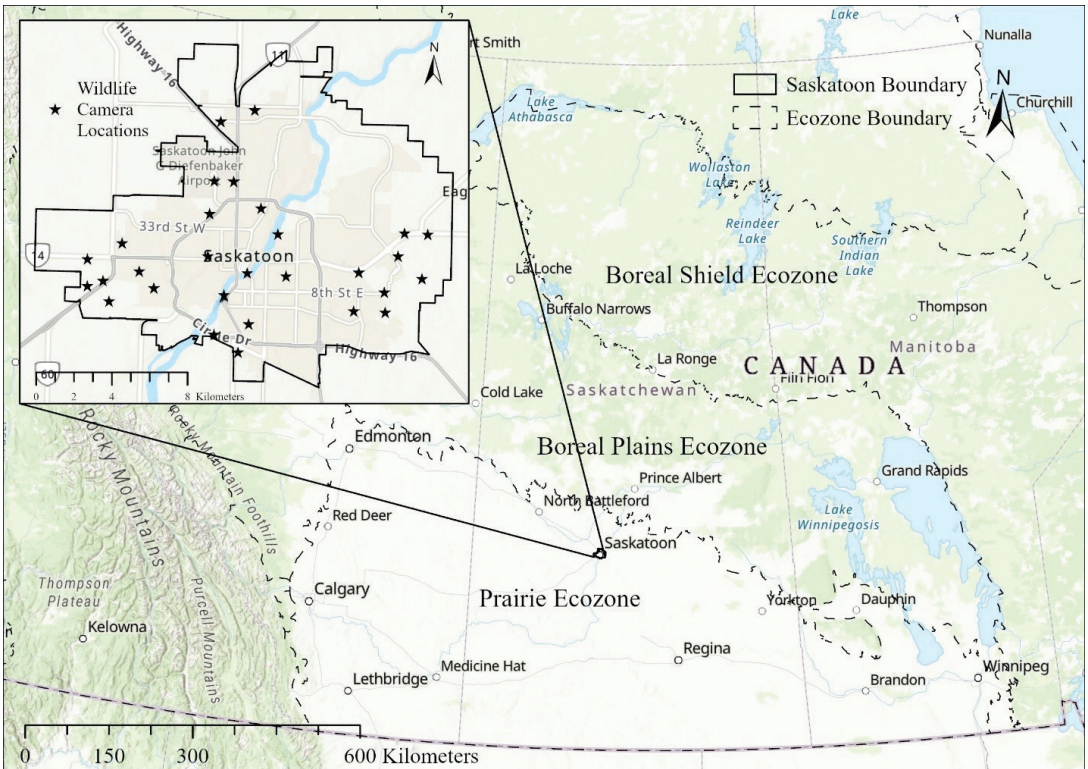 Highway 16
11
N
Wildlife
Camera
Locations
Saskatoon John
G Diefenbaker
Airport
33rd St W
14
Saskatoon
8th St E
Circle Dr
Highway 16
60
0 2 4 8 Kilometers
rt Smith
Lake
Nunalla
Saskatoon Boundary
Ecozone Boundary
N
Churchill
Lake
Athabasca
Wollaston
Lake
Eag
Reindeer
Lake
Southern
Indian
Lake
La Loche
Boreal Shield Ecozone
Buffalo Narrows
Thompson
La Ronge
CANADA
Manitoba
Flin Flon
Cold Lake
Saskatchewan
Rocky Mountains
Rocky Mountain Foothills
Edmonton
Boreal Plains Ecozone
Grand Rapids
Prince Albert
North Battleford
Red Deer
Lake
Winnipegosis
Saskatoon
Thompson
Plateau
Purcell Mountains
Calgary
Prairie Ecozone
Yorkton
Dauphin
Kelowna
Regina
Medicine Hat
Winnipeg
Lethbridge
Brandon
0 150 300 600 Kilometers